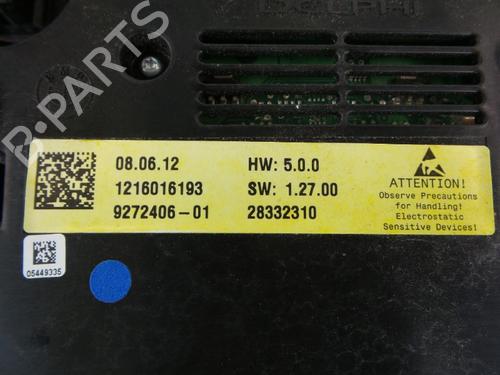 DELPHI
B-PARTS
08.06.12
HW: 5.0.0
1216016193
SW: 1.27.00
9272406-01
28332310
ATTENTION!
Observe Precautions
for Handling!
Electrostatic
Sensitive Devices!
05449335